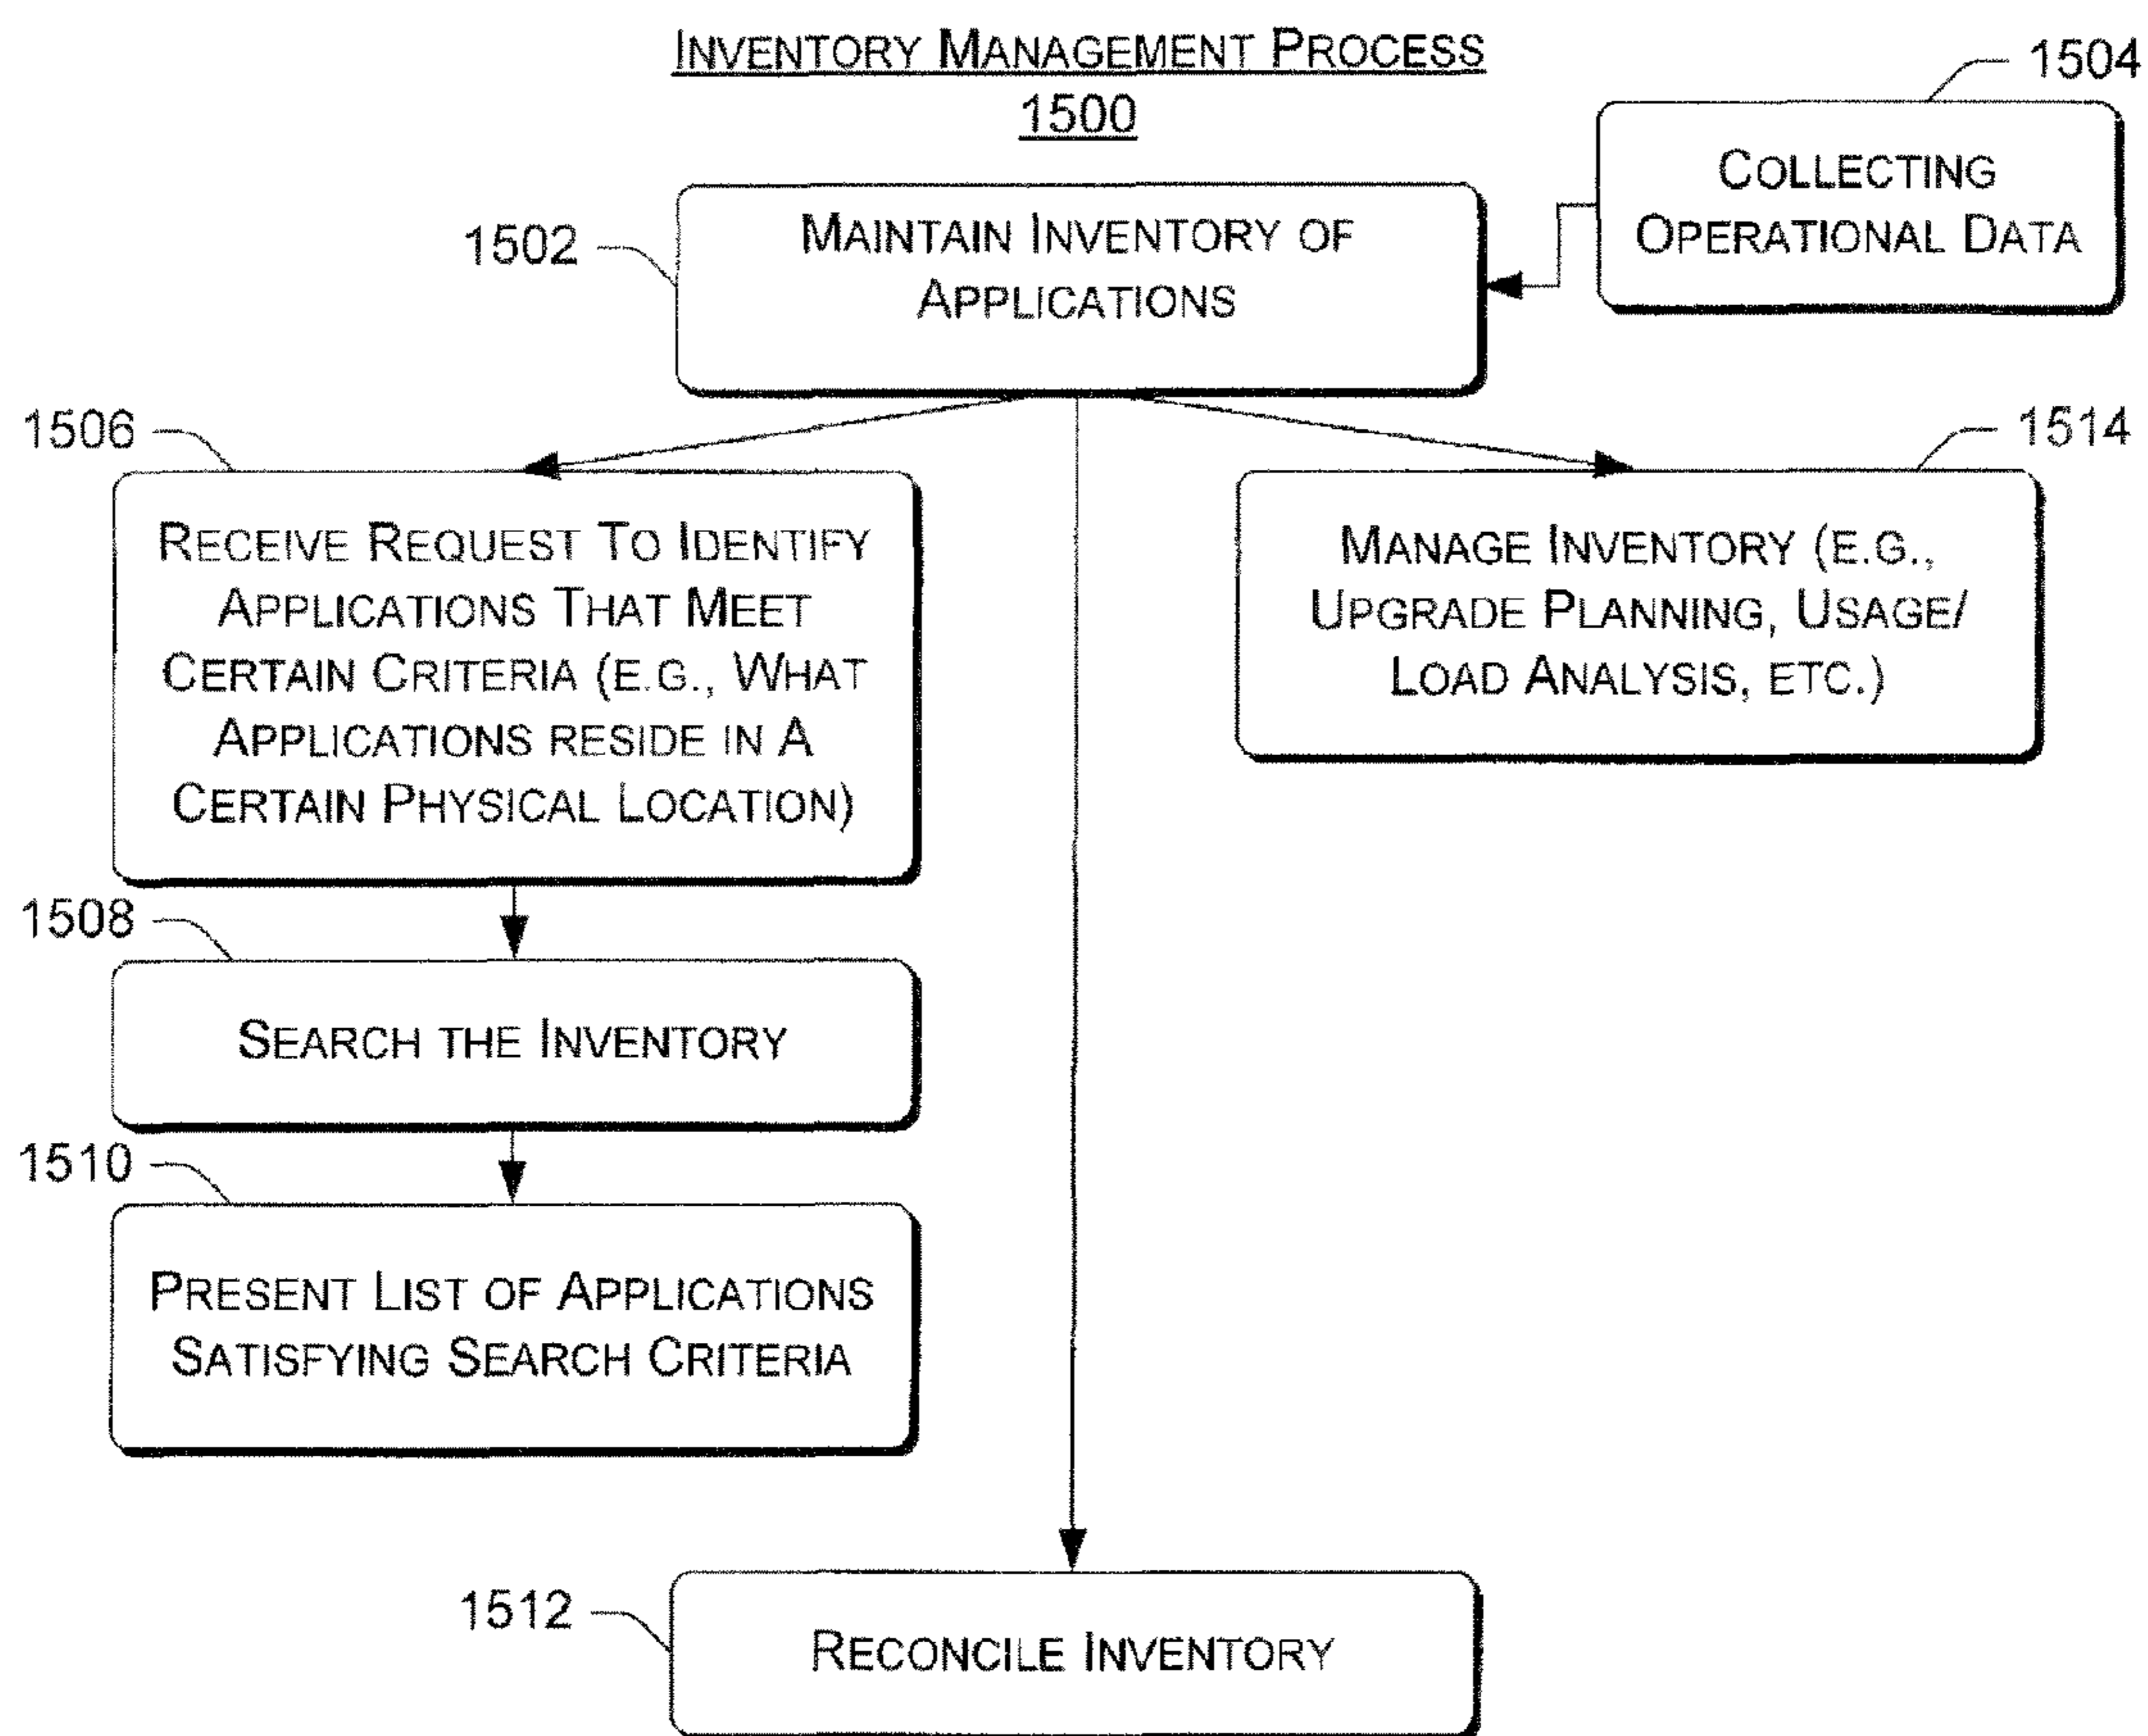 INVENTORY MANAGEMENT PROCESS
1500
1504
COLLECTING
OPERATIONAL DATA
1502
MAINTAIN INVENTORY OF
APPLICATIONS
1506
RECEIVE REQUEST TO IDENTIFY
APPLICATIONS THAT MEET
CERTAIN CRITERIA (E.G., WHAT
APPLICATIONS RESIDE IN A
CERTAIN PHYSICAL LOCATION)
1514
MANAGE INVENTORY (E.G.,
UPGRADE PLANNING, USAGE/
LOAD ANALYSIS, ETC.)
1508
SEARCH THE INVENTORY
1510
PRESENT LIST OF APPLICATIONS
SATISFYING SEARCH CRITERIA
1512
RECONCILE INVENTORY